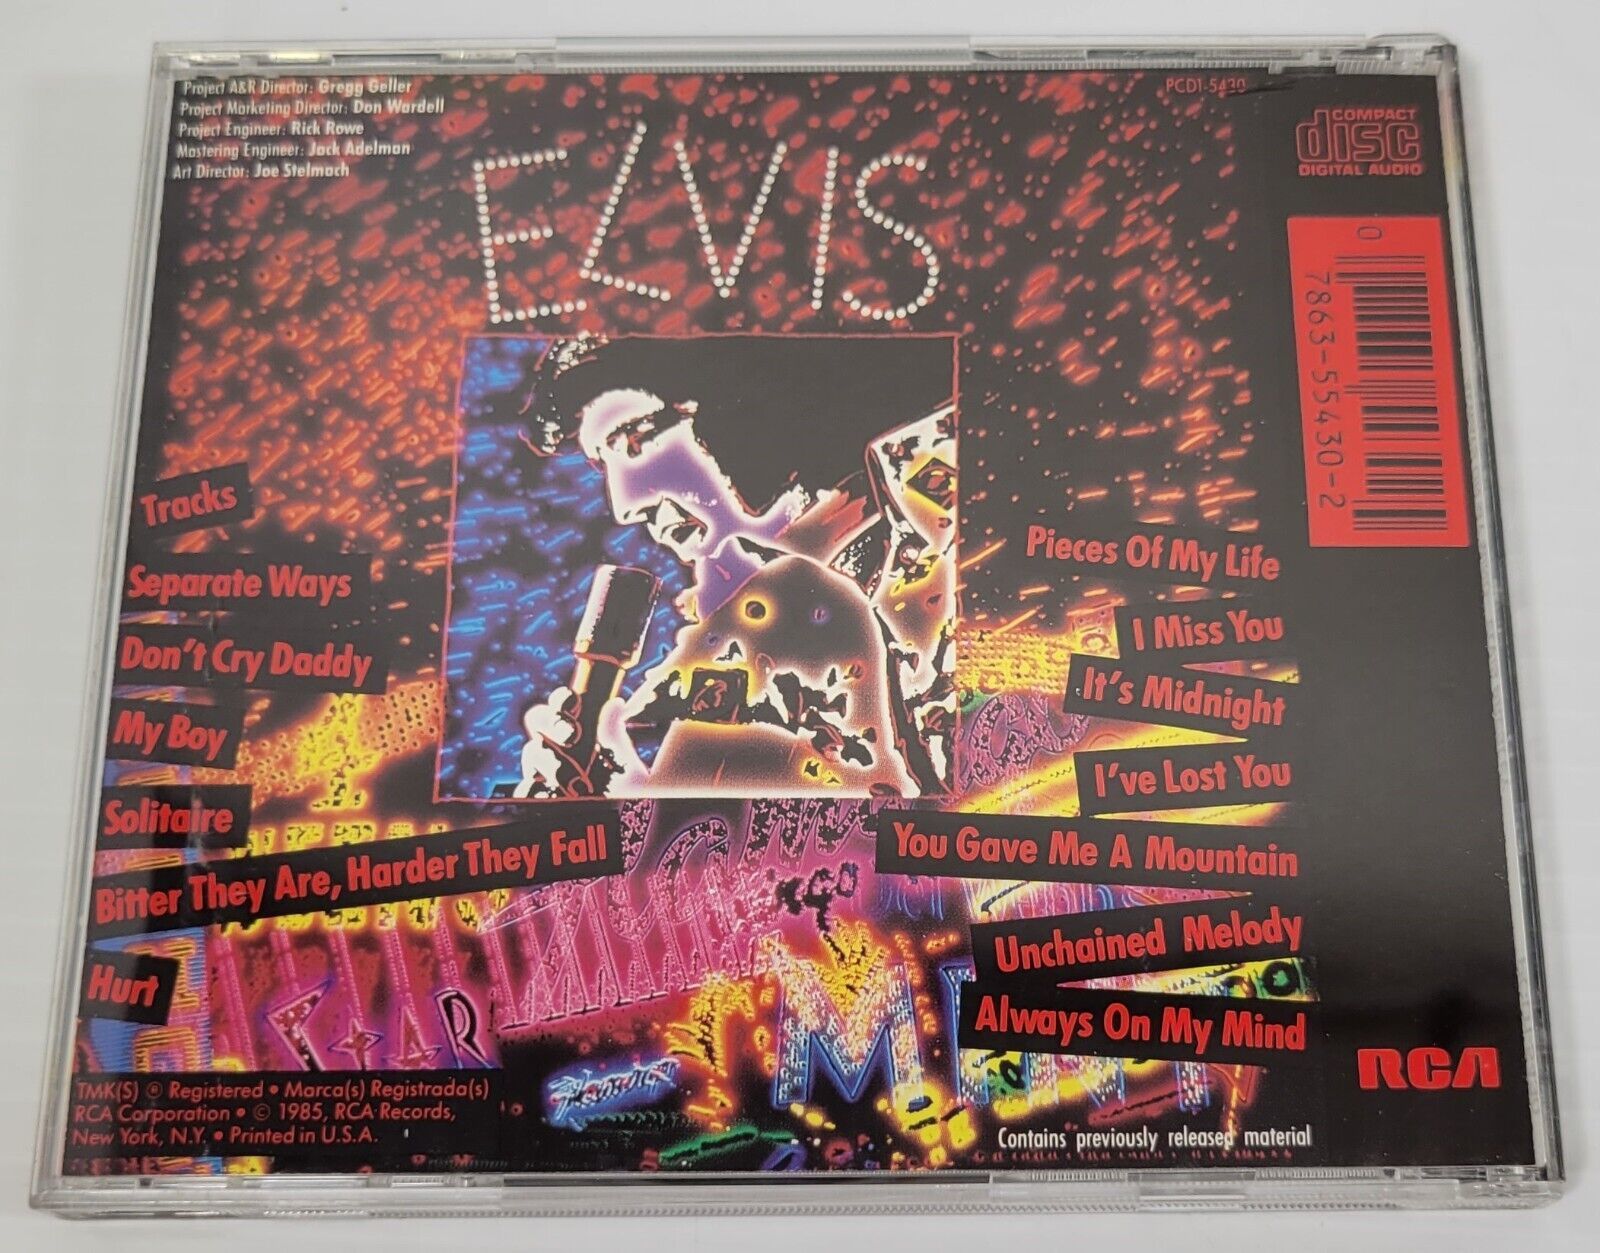 Project A&R Director: Gregg Geller
Project Marketing Director: Don Wardell
Project Engineer: Rick Rowe
Mastering Engineer: Jack Adelman
Art Director: Joe Stelmach
PCD1-5430
COMPACT
disc
DIGITAL AUDIO
ELVIS
0
7863-55430-2
Tracks
Separate Ways
Don't Cry Daddy
My Boy
Solitaire
Bitter They Are, Harder They Fall
Hurt
Pieces Of My Life
I Miss You
It's Midnight
I've Lost You
You Gave Me A Mountain
Unchained Melody
Always On My Mind
RCA
TMK(S) ® Registered • Marca(s) Registrada(s)
RCA Corporation • © 1985, RCA Records,
New York, N.Y. • Printed in U.S.A.
Contains previously released material